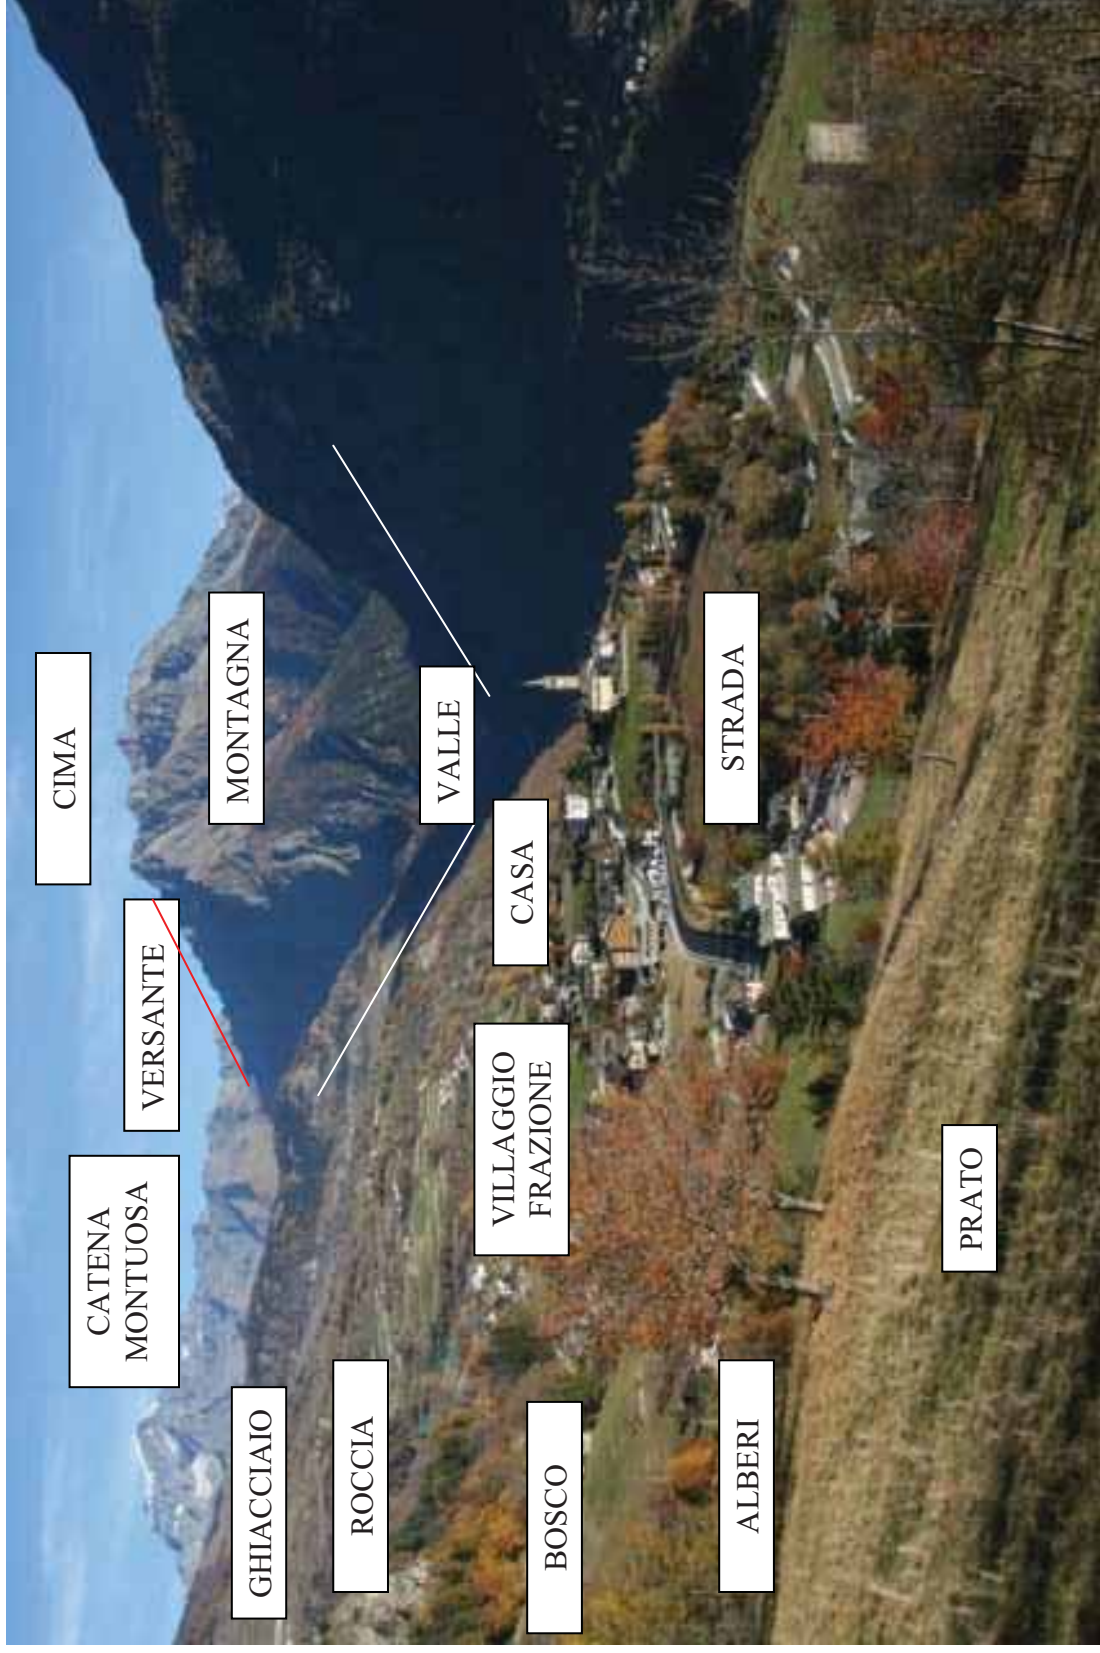 CIMA
CATENA
MONTUOSA
VERSANTE
MONTAGNA
GHIACCIAIO
ROCCIA
VALLE
VILLAGGIO
FRAZIONE
CASA
BOSCO
STRADA
ALBERI
PRATO